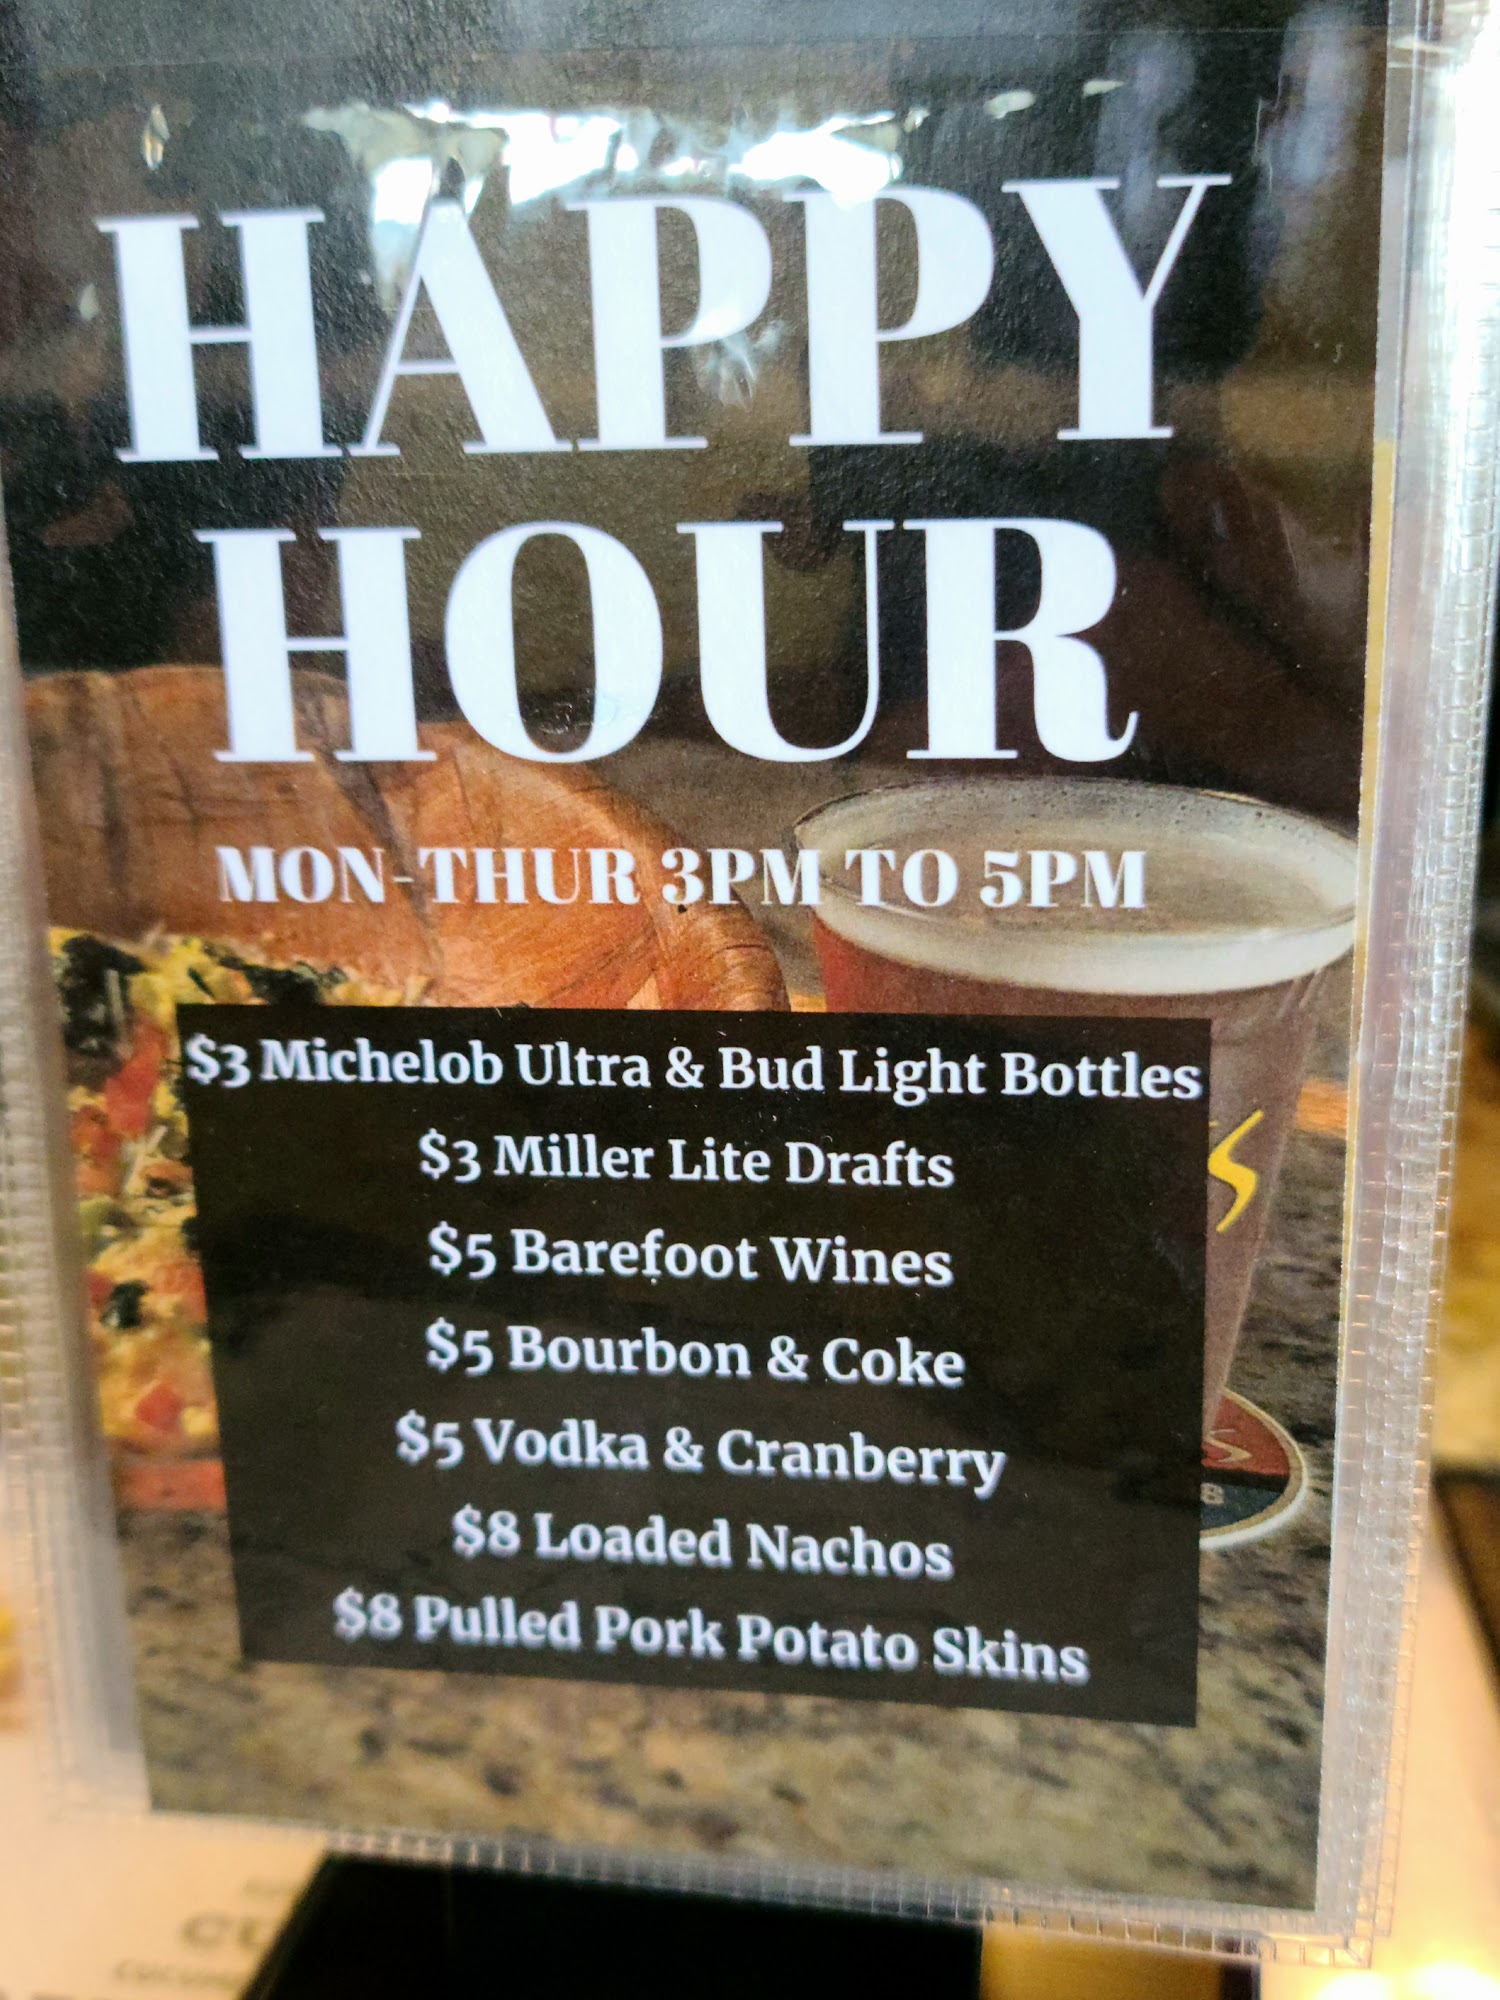 HAPPY
HOUR
MON-THUR 3PM TO 5PM
$3 Michelob Ultra & Bud Light Bottles
$3 Miller Lite Drafts
$5 Barefoot Wines
$5 Bourbon & Coke
$5 Vodka & Cranberry
$8 Loaded Nachos
$8 Pulled Pork Potato Skins